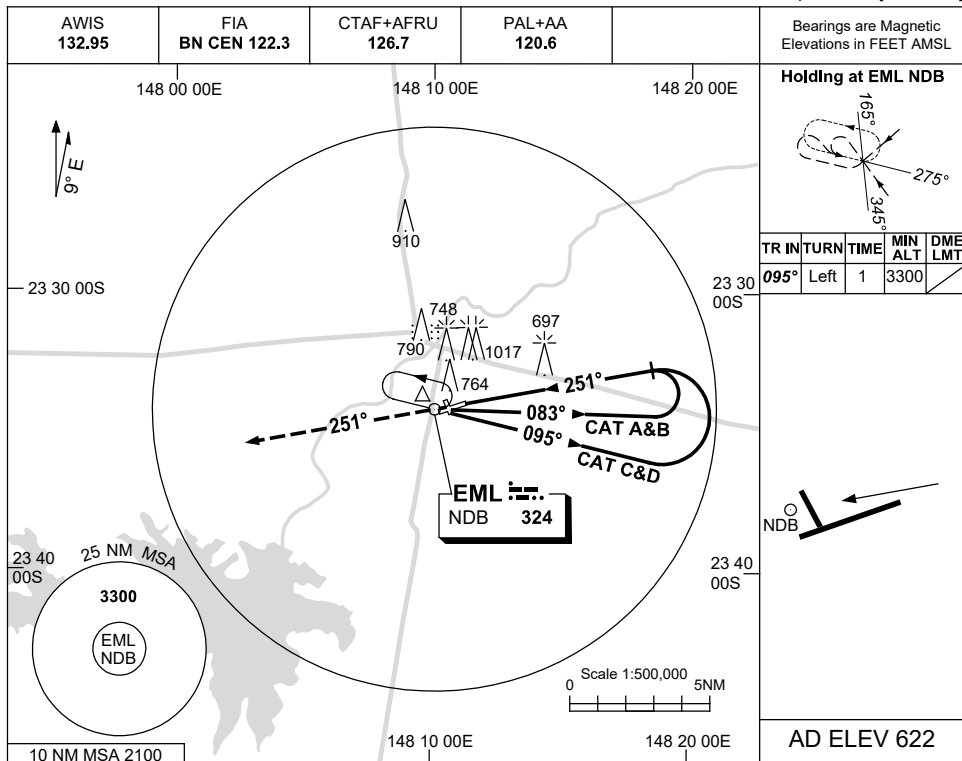 AWIS
132.95
FIA
BN CEN 122.3
CTAF+AFRU
126.7
PAL+AA
120.6
Bearings are Magnetic
Elevations in FEET AMSL
148 00 00E
148 10 00E
148 20 00E
9° E
910
23 30 00S
23 30
00S
748
790
1017
697
764
251°
251°
083°
CAT A&B
095°
CAT C&D
EML
NDB 324
23 40
00S
23 40
00S
25 NM MSA
3300
EML
NDB
10 NM MSA 2100
Scale 1:500,000
0 5NM
148 10 00E
148 20 00E
Holding at EML NDB
165°
275°
345°
TR IN TURN TIME MIN ALT DME LMT
095° Left 1 3300
NDB
AD ELEV 622